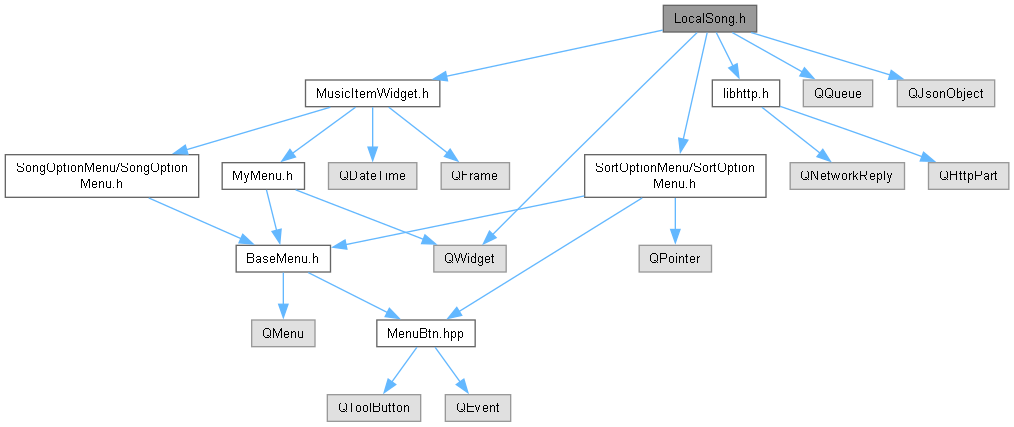 LocalSong.h
MusicItemWidget.h
libhttp.h
QQueue
QJsonObject
SongOptionMenu/SongOption
Menu.h
MyMenu.h
QDateTime
QFrame
SortOptionMenu/SortOption
Menu.h
QNetworkReply
QHttpPart
BaseMenu.h
QWidget
QPointer
QMenu
MenuBtn.hpp
QToolButton
QEvent